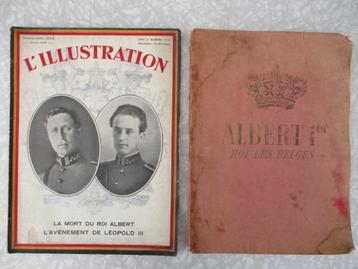 L'ILLUSTRATION
LA MORT DU ROI ALBERT
L'AVÈNEMENT DE LÉOPOLD III
ALBERT Ier
ROI DES BELGES